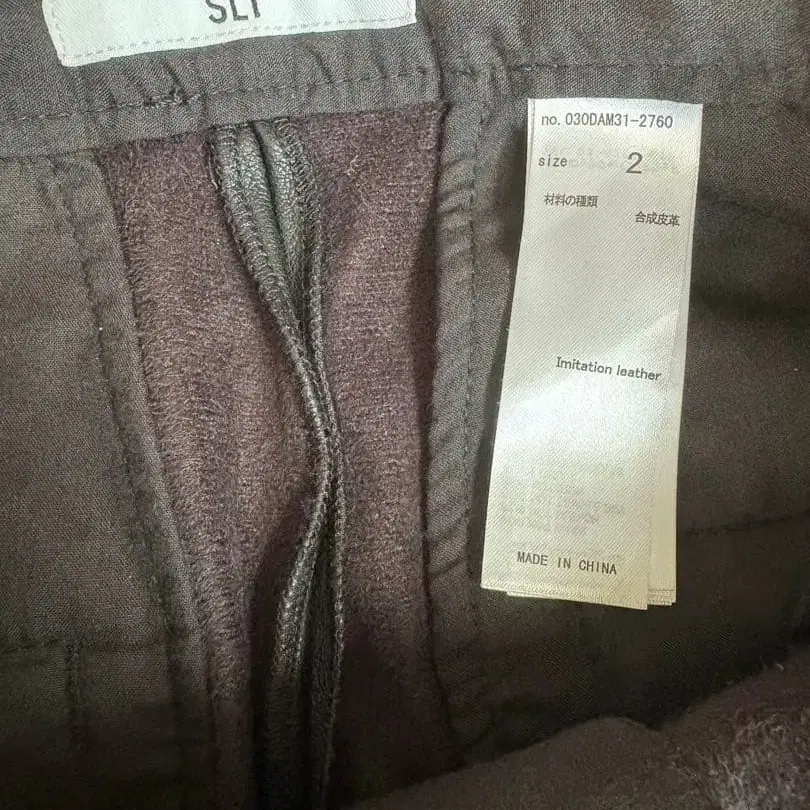 SLY
no. 030DAM31-2760
size 2
材料の種類
合成皮革
Imitation leather
MADE IN CHINA